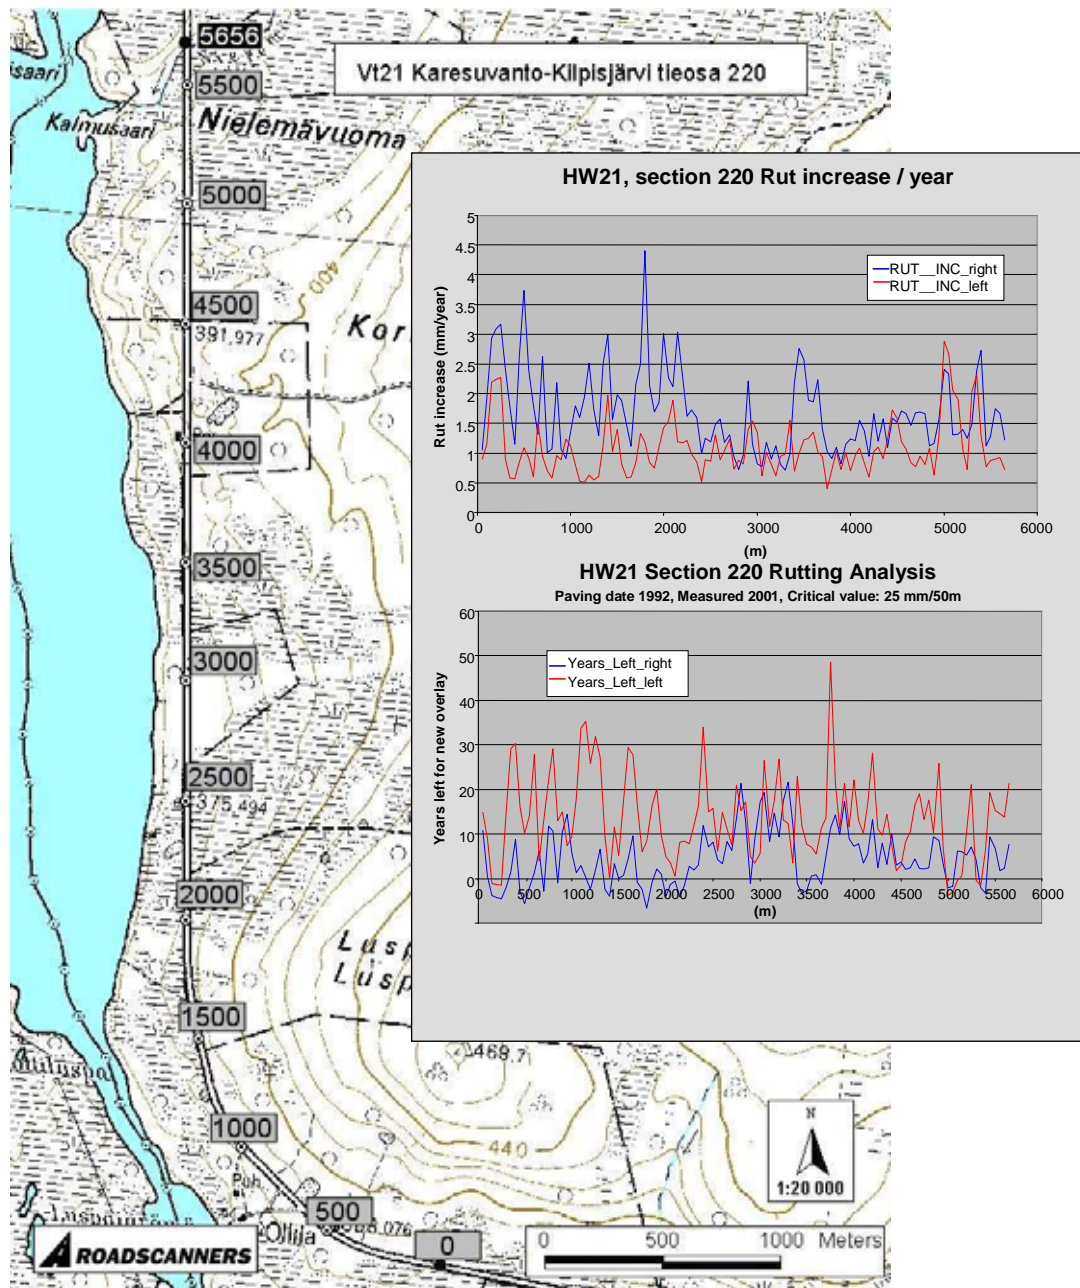 5656
Vt21 Karesuvanto-Kilpisjärvi tieosa 220
5500
Kalmusaari
Nielemävuoma
HW21, section 220 Rut increase / year
5000
5
4.5
4
3.5
3
2.5
2
1.5
1
0.5
0
Rut increase (mm/year)
RUT__INC_right
RUT__INC_left
0 1000 2000 3000 4000 5000 6000
(m)
400
4500
391,977
4000
3500
HW21 Section 220 Rutting Analysis
Paving date 1992, Measured 2001, Critical value: 25 mm/50m
60
50
40
30
20
10
0
Years left for new overlay
Years_Left_right
Years_Left_left
0 500 1000 1500 2000 2500 3000 3500 4000 4500 5000 5500 6000
(m)
3000
2500
375,494
2000
1500
469.7
1000
440
N
1:20 000
500
Ollila
0
ROADSCANNERS
0 500 1000 Meters